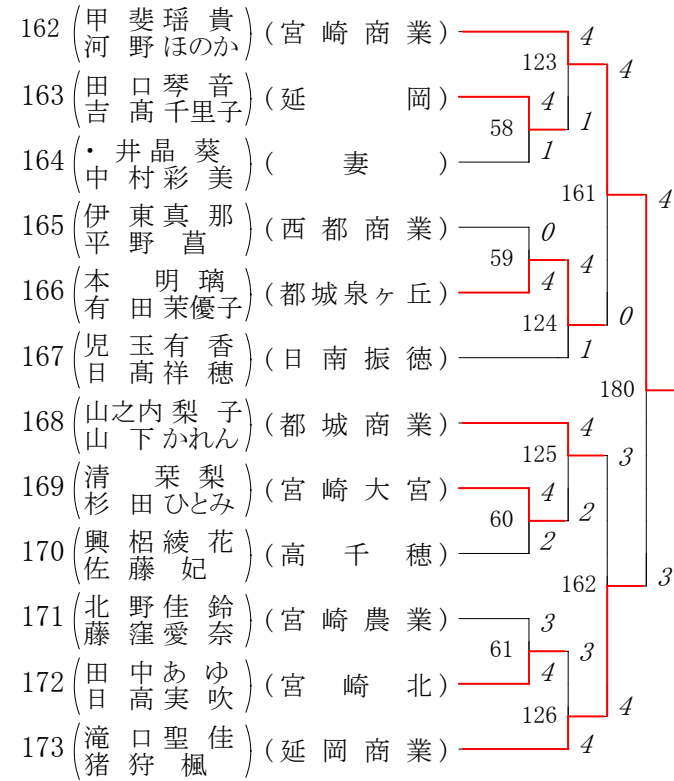 162 甲斐瑶貴 (宮崎商業) 4
河野ほのか
123 4
163 田口琴音 (延岡) 4
吉髙千里子
58 1
164 ・井晶葵 (妻) 1
中村彩美
161 4
165 伊東真那 (西都商業) 0
平野菖
59 4
166 本明璃 (都城泉ヶ丘) 4
有田茉優子
124 0
167 児玉有香 (日南振徳) 1
日髙祥穂
180
168 山之内梨子 (都城商業) 4
山下かれん
125 3
169 清栞梨 (宮崎大宮) 4
杉田ひとみ
60 2
170 興梠綾花 (高千穂) 2
佐藤妃
162 3
171 北野佳鈴 (宮崎農業) 3
藤窪愛奈
61 3
172 田中あゆ (宮崎北) 4
日高実吹
126 4
173 滝口聖佳 (延岡商業) 4
猪狩楓